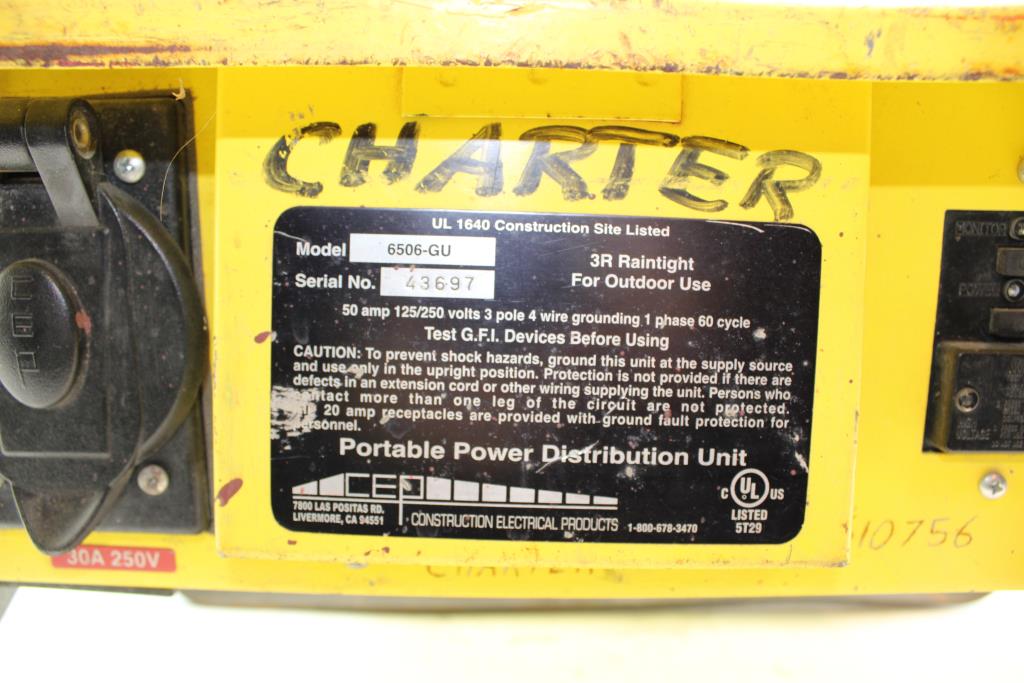 CHARTER
UL 1640 Construction Site Listed
Model 6506-GU
3R Raintight
Serial No. 43697
For Outdoor Use
50 amp 125/250 volts 3 pole 4 wire grounding 1 phase 60 cycle
Test G.F.I. Devices Before Using
CAUTION: To prevent shock hazards, ground this unit at the supply source
and use only in the upright position. Protection is not provided if there are
defects in an extension cord or other wiring supplying the unit. Persons who
contact more than one leg of the circuit are not protected.
20 amp receptacles are provided with ground fault protection for
personnel.
Portable Power Distribution Unit
CEP
7800 LAS POSITAS RD.
LIVERMORE, CA 94551
CONSTRUCTION ELECTRICAL PRODUCTS 1-800-678-3470
C UL US
LISTED
5T29
30A 250V
CHARTER
10756
MONITOR
POWER
CEP